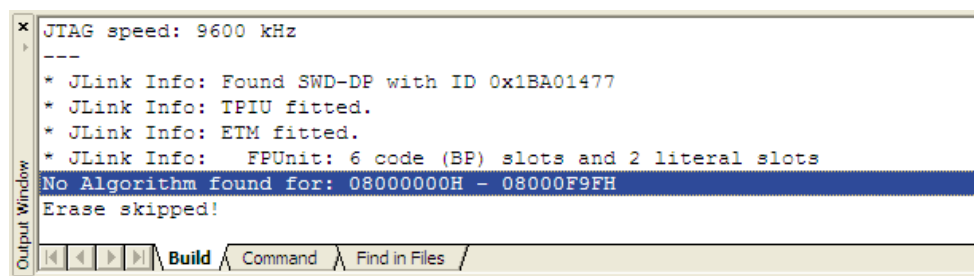 JTAG speed: 9600 kHz
---
* JLink Info: Found SWD-DP with ID 0x1BA01477
* JLink Info: TPIU fitted.
* JLink Info: ETM fitted.
* JLink Info:   FPUnit: 6 code (BP) slots and 2 literal slots
No Algorithm found for: 08000000H - 08000F9FH
Erase skipped!
Output Window
Build Command Find in Files